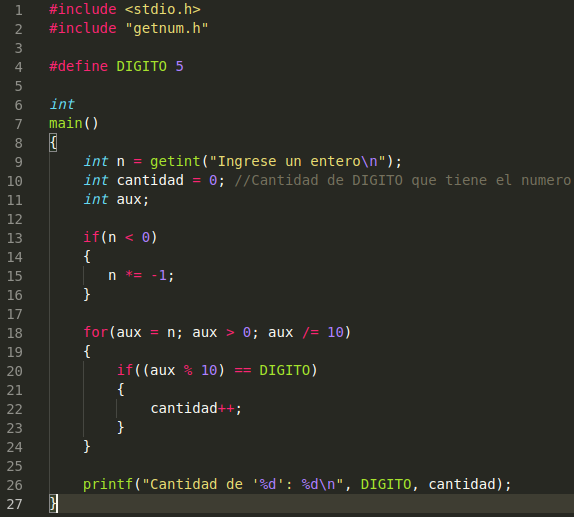 1 #include <stdio.h>
2 #include "getnum.h"
3
4 #define DIGITO 5
5
6 int
7 main()
8 {
9 int n = getint("Ingrese un entero\n");
10 int cantidad = 0; //Cantidad de DIGITO que tiene el numero
11 int aux;
12
13 if(n < 0)
14 {
15 n *= -1;
16 }
17
18 for(aux = n; aux > 0; aux /= 10)
19 {
20 if((aux % 10) == DIGITO)
21 {
22 cantidad++;
23 }
24 }
25
26 printf("Cantidad de '%d': %d\n", DIGITO, cantidad);
27 }